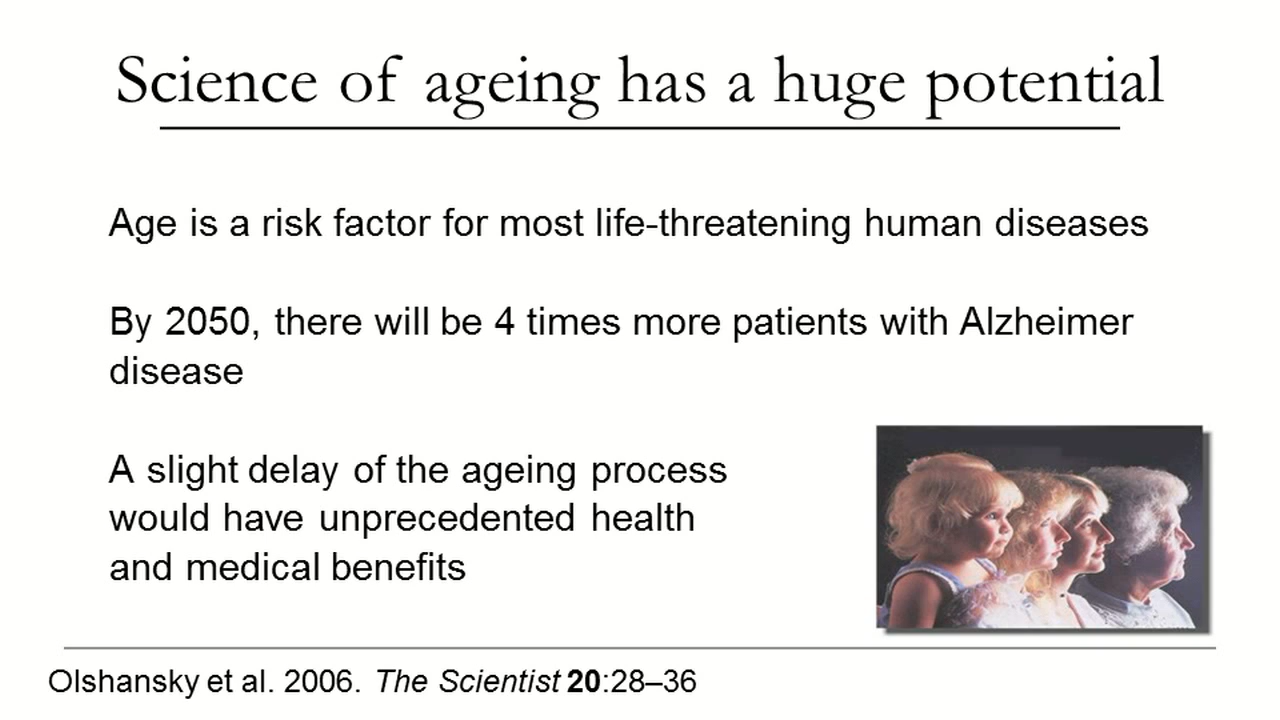 Science of ageing has a huge potential
Age is a risk factor for most life-threatening human diseases
By 2050, there will be 4 times more patients with Alzheimer
disease
A slight delay of the ageing process
would have unprecedented health
and medical benefits
Olshansky et al. 2006. The Scientist 20:28–36